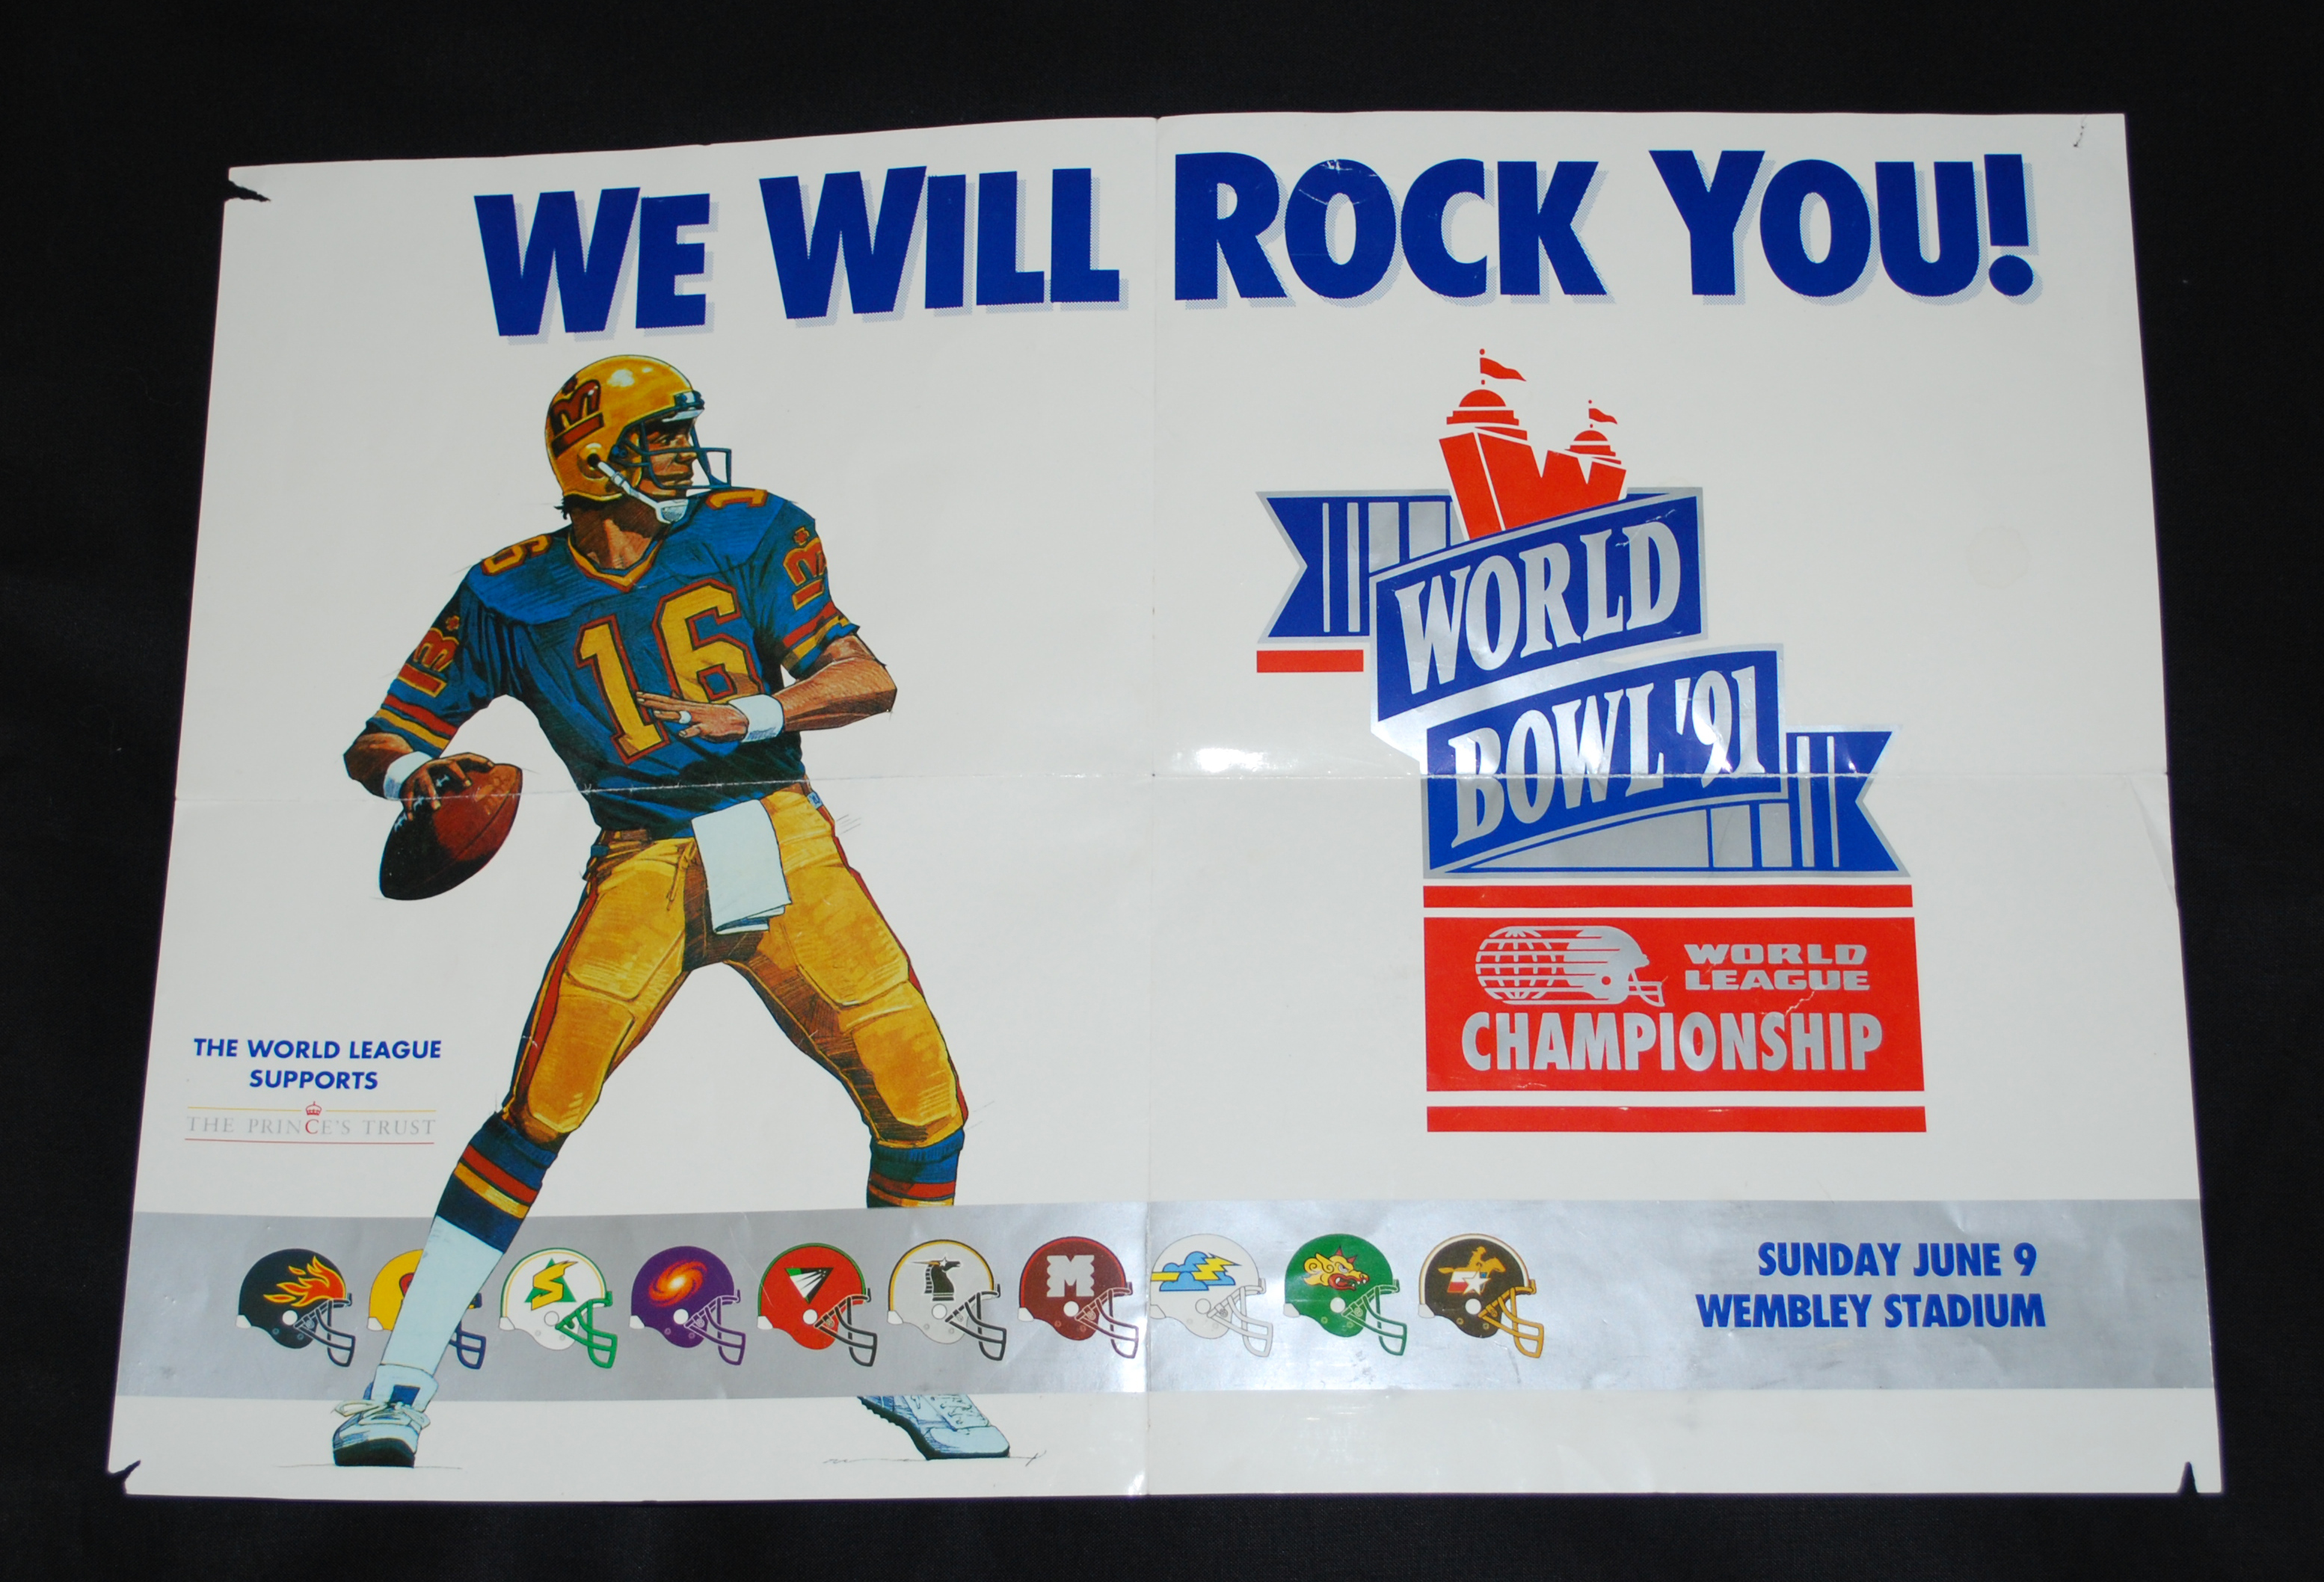 WE WILL ROCK YOU!
16
16
WORLD
BOWL '91
WORLD
LEAGUE
CHAMPIONSHIP
THE WORLD LEAGUE
SUPPORTS
THE PRINCE'S TRUST
SUNDAY JUNE 9
WEMBLEY STADIUM